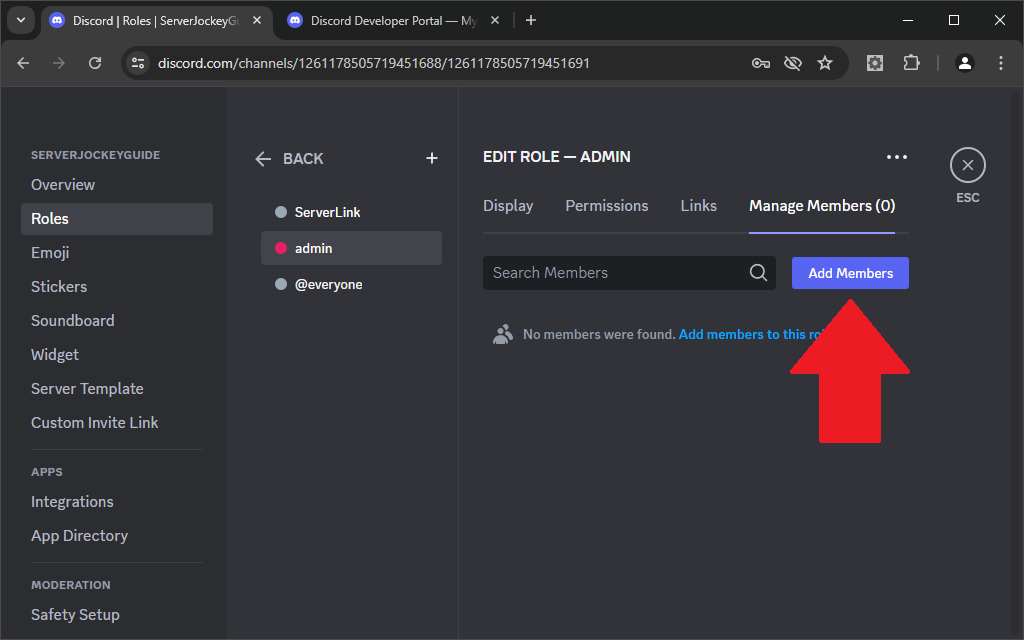 Discord | Roles | ServerJockeyGu
Discord Developer Portal — My
discord.com/channels/1261178505719451688/1261178505719451691
SERVERJOCKEYGUIDE
Overview
Roles
Emoji
Stickers
Soundboard
Widget
Server Template
Custom Invite Link
APPS
Integrations
App Directory
MODERATION
Safety Setup
BACK
ServerLink
admin
@everyone
EDIT ROLE — ADMIN
Display Permissions Links Manage Members (0)
Search Members
Add Members
No members were found. Add members to this
ESC